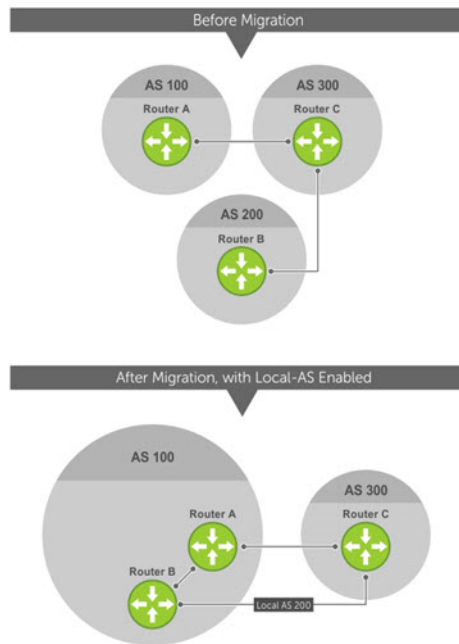 Before Migration
AS 100
AS 300
Router A
Router C
AS 200
Router B
After Migration, with Local-AS Enabled
AS 100
AS 300
Router A
Router C
Router B
Local AS 200